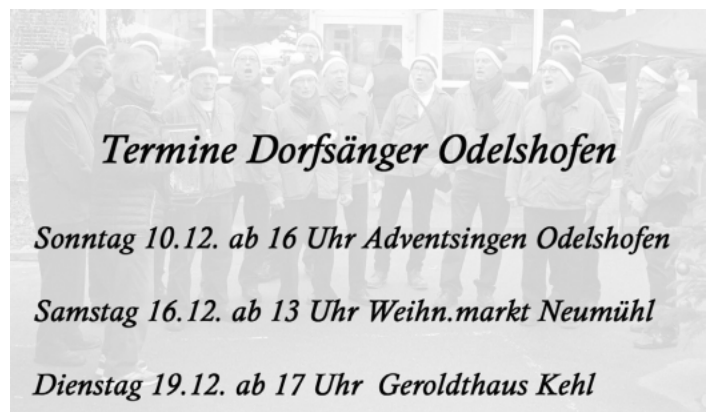 Termine Dorfsänger Odelshofen
Sonntag 10.12. ab 16 Uhr Adventsingen Odelshofen
Samstag 16.12. ab 13 Uhr Weihn.markt Neumühl
Dienstag 19.12. ab 17 Uhr Geroldthaus Kehl